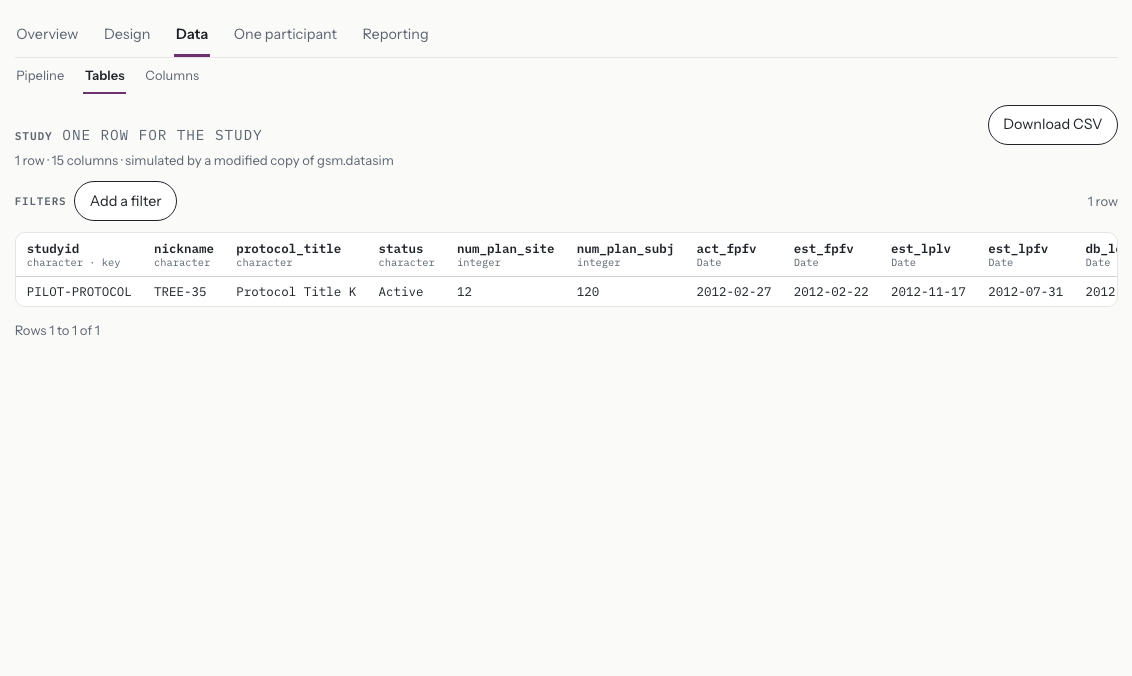 Overview Design Data One participant Reporting
Pipeline Tables Columns
Download CSV
STUDY ONE ROW FOR THE STUDY
1 row · 15 columns · simulated by a modified copy of gsm.datasim
FILTERS Add a filter 1 row
studyid nickname protocol_title status num_plan_site num_plan_subj act_fpfv est_fpfv est_lplv est_lpfv
character · key character character character integer integer Date Date Date Date Date
PILOT-PROTOCOL TREE-35 Protocol Title K Active 12 120 2012-02-27 2012-02-22 2012-11-17 2012-07-31 2012
Rows 1 to 1 of 1